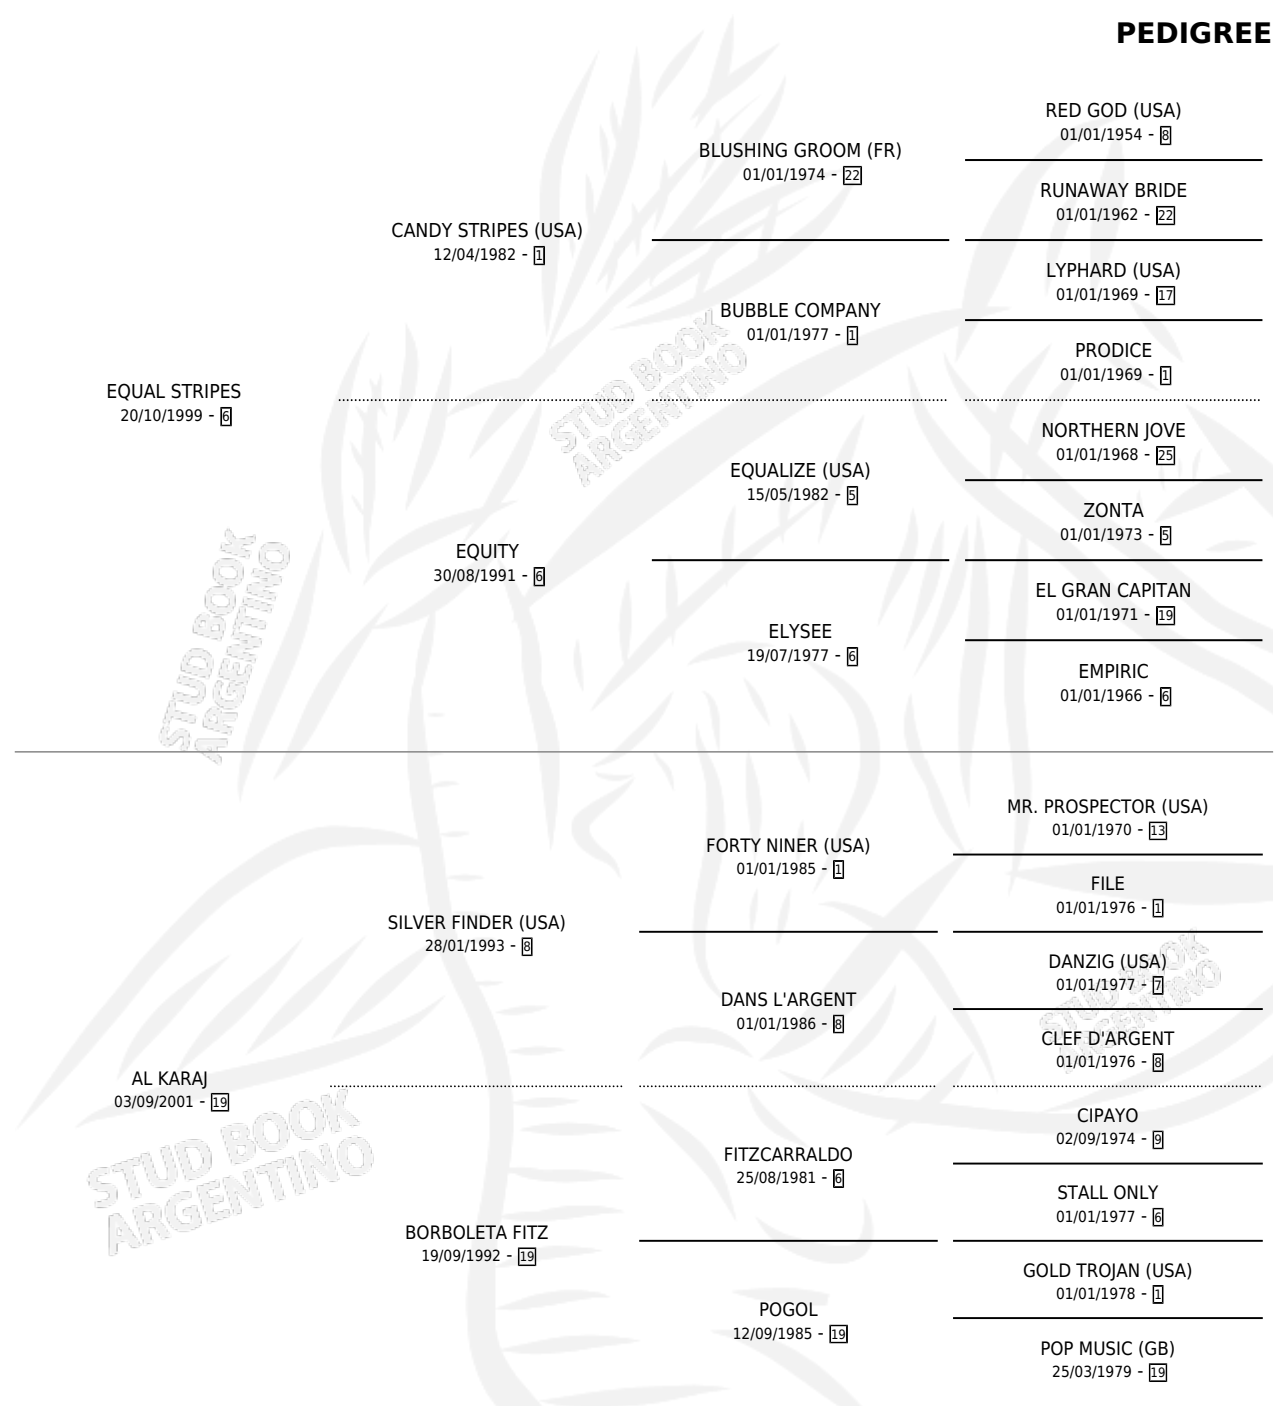 PEDIGREE
RED GOD (USA)
01/01/1954 - 8
BLUSHING GROOM (FR)
01/01/1974 - 22
RUNAWAY BRIDE
01/01/1962 - 22
CANDY STRIPES (USA)
12/04/1982 - 1
LYPHARD (USA)
01/01/1969 - 17
BUBBLE COMPANY
01/01/1977 - 1
PRODICE
01/01/1969 - 1
EQUAL STRIPES
20/10/1999 - 6
STUD BOOK
ARGENTINO
NORTHERN JOVE
01/01/1968 - 25
EQUALIZE (USA)
15/05/1982 - 5
ZONTA
01/01/1973 - 5
EQUITY
30/08/1991 - 6
EL GRAN CAPITAN
01/01/1971 - 19
ELYSEE
19/07/1977 - 6
EMPIRIC
01/01/1966 - 6
STUD BOOK
ARGENTINO
MR. PROSPECTOR (USA)
01/01/1970 - 13
FORTY NINER (USA)
01/01/1985 - 1
FILE
01/01/1976 - 1
SILVER FINDER (USA)
28/01/1993 - 8
DANZIG (USA)
01/01/1977 - 7
STUD BOOK
ARGENTINO
DANS L'ARGENT
01/01/1986 - 8
CLEF D'ARGENT
01/01/1976 - 8
AL KARAJ
03/09/2001 - 19
STUD BOOK
ARGENTINO
CIPAYO
02/09/1974 - 9
FITZCARRALDO
25/08/1981 - 6
STALL ONLY
01/01/1977 - 6
BORBOLETA FITZ
19/09/1992 - 19
GOLD TROJAN (USA)
01/01/1978 - 1
POGOL
12/09/1985 - 19
POP MUSIC (GB)
25/03/1979 - 19